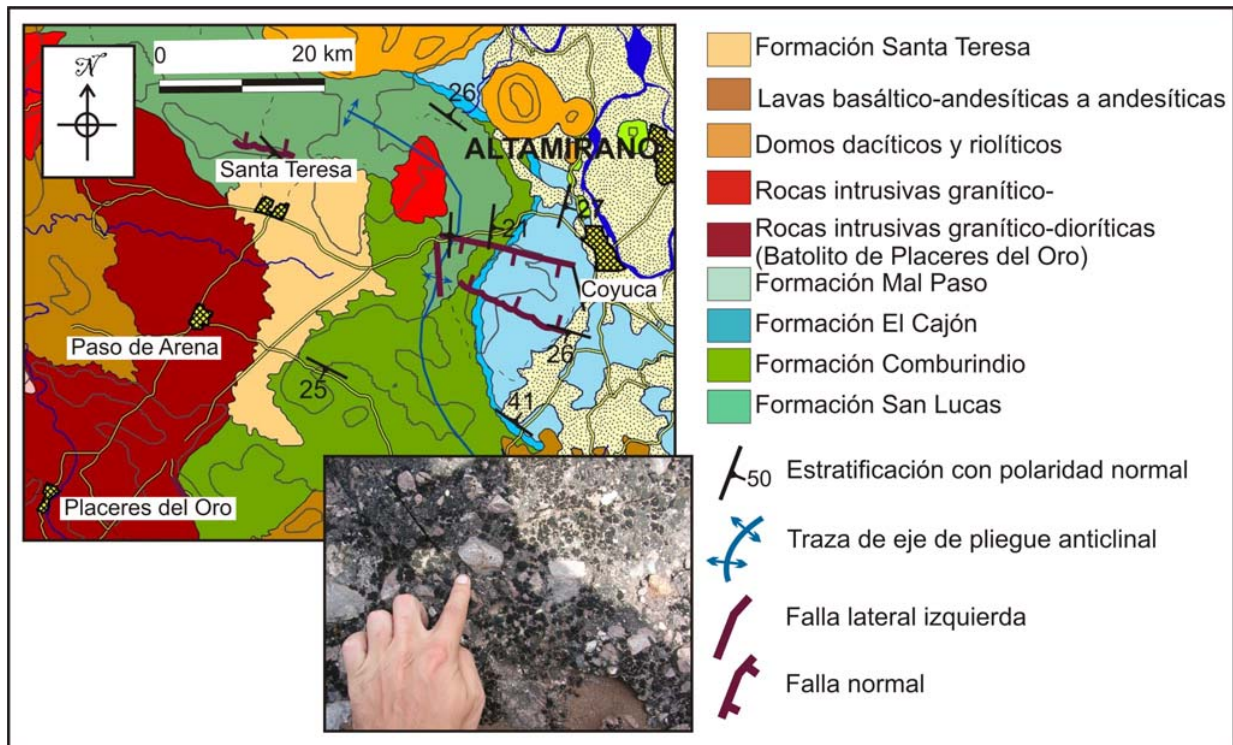 0 20 km
N
26
ALTAMIRANO
Santa Teresa
27
21
Coyuca
Paso de Arena
26
25
41
Placeres del Oro
Formación Santa Teresa
Lavas basáltico-andesíticas a andesíticas
Domos dacíticos y riolíticos
Rocas intrusivas granítico-
Rocas intrusivas granítico-dioríticas
(Batolito de Placeres del Oro)
Formación Mal Paso
Formación El Cajón
Formación Comburindio
Formación San Lucas
50 Estratificación con polaridad normal
Traza de eje de pliegue anticlinal
Falla lateral izquierda
Falla normal